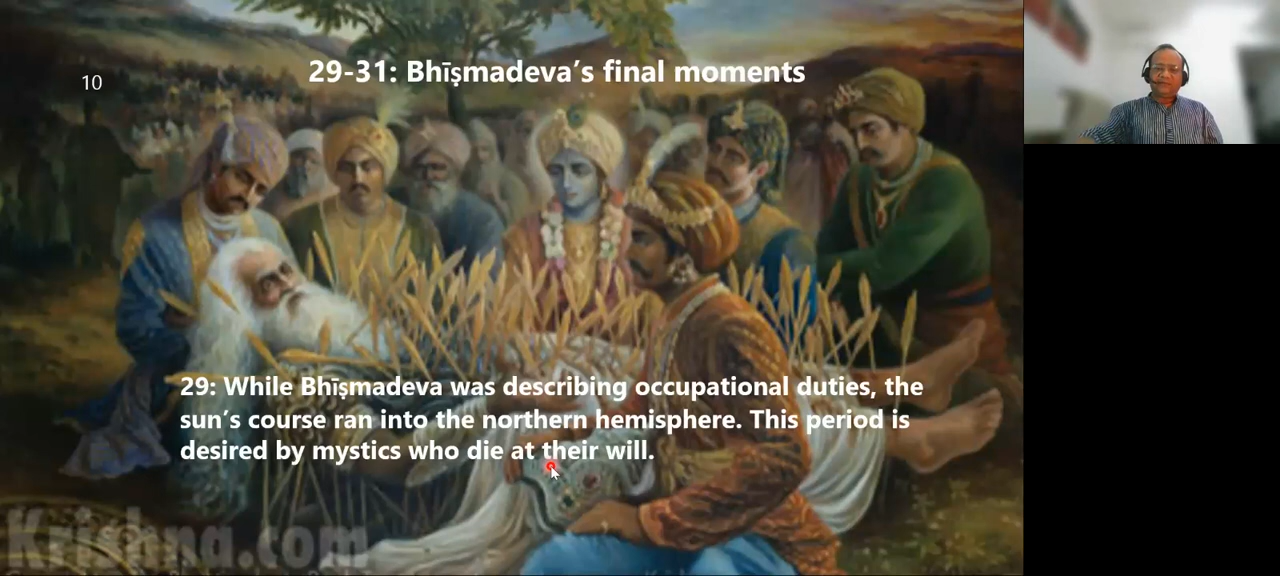 10
29-31: Bhīṣmadeva’s final moments
29: While Bhīṣmadeva was describing occupational duties, the
sun’s course ran into the northern hemisphere. This period is
desired by mystics who die at their will.
Krishna.com